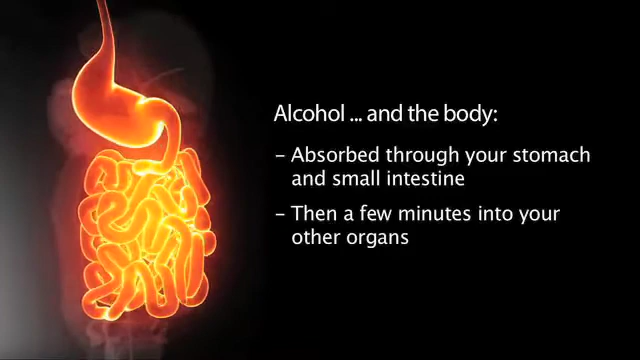 Alcohol ... and the body:
– Absorbed through your stomach
and small intestine
– Then a few minutes into your
other organs